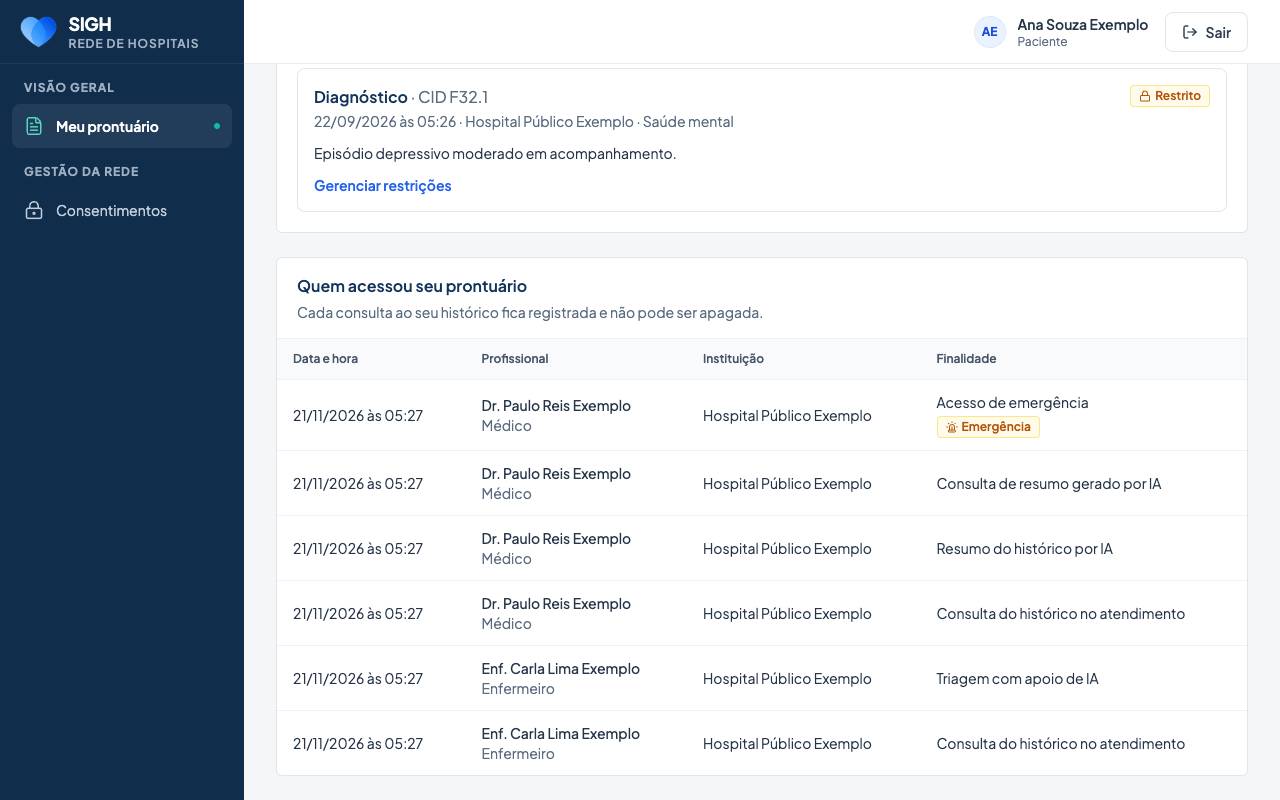 SIGH
REDE DE HOSPITAIS
VISÃO GERAL
Meu prontuário
GESTÃO DA REDE
Consentimentos
AE
Ana Souza Exemplo
Paciente
Sair
Diagnóstico · CID F32.1
Restrito
22/09/2026 às 05:26 · Hospital Público Exemplo · Saúde mental
Episódio depressivo moderado em acompanhamento.
Gerenciar restrições
Quem acessou seu prontuário
Cada consulta ao seu histórico fica registrada e não pode ser apagada.
Data e hora Profissional Instituição Finalidade
21/11/2026 às 05:27 Dr. Paulo Reis Exemplo Hospital Público Exemplo Acesso de emergência
Médico Emergência
21/11/2026 às 05:27 Dr. Paulo Reis Exemplo Hospital Público Exemplo Consulta de resumo gerado por IA
Médico
21/11/2026 às 05:27 Dr. Paulo Reis Exemplo Hospital Público Exemplo Resumo do histórico por IA
Médico
21/11/2026 às 05:27 Dr. Paulo Reis Exemplo Hospital Público Exemplo Consulta do histórico no atendimento
Médico
21/11/2026 às 05:27 Enf. Carla Lima Exemplo Hospital Público Exemplo Triagem com apoio de IA
Enfermeiro
21/11/2026 às 05:27 Enf. Carla Lima Exemplo Hospital Público Exemplo Consulta do histórico no atendimento
Enfermeiro